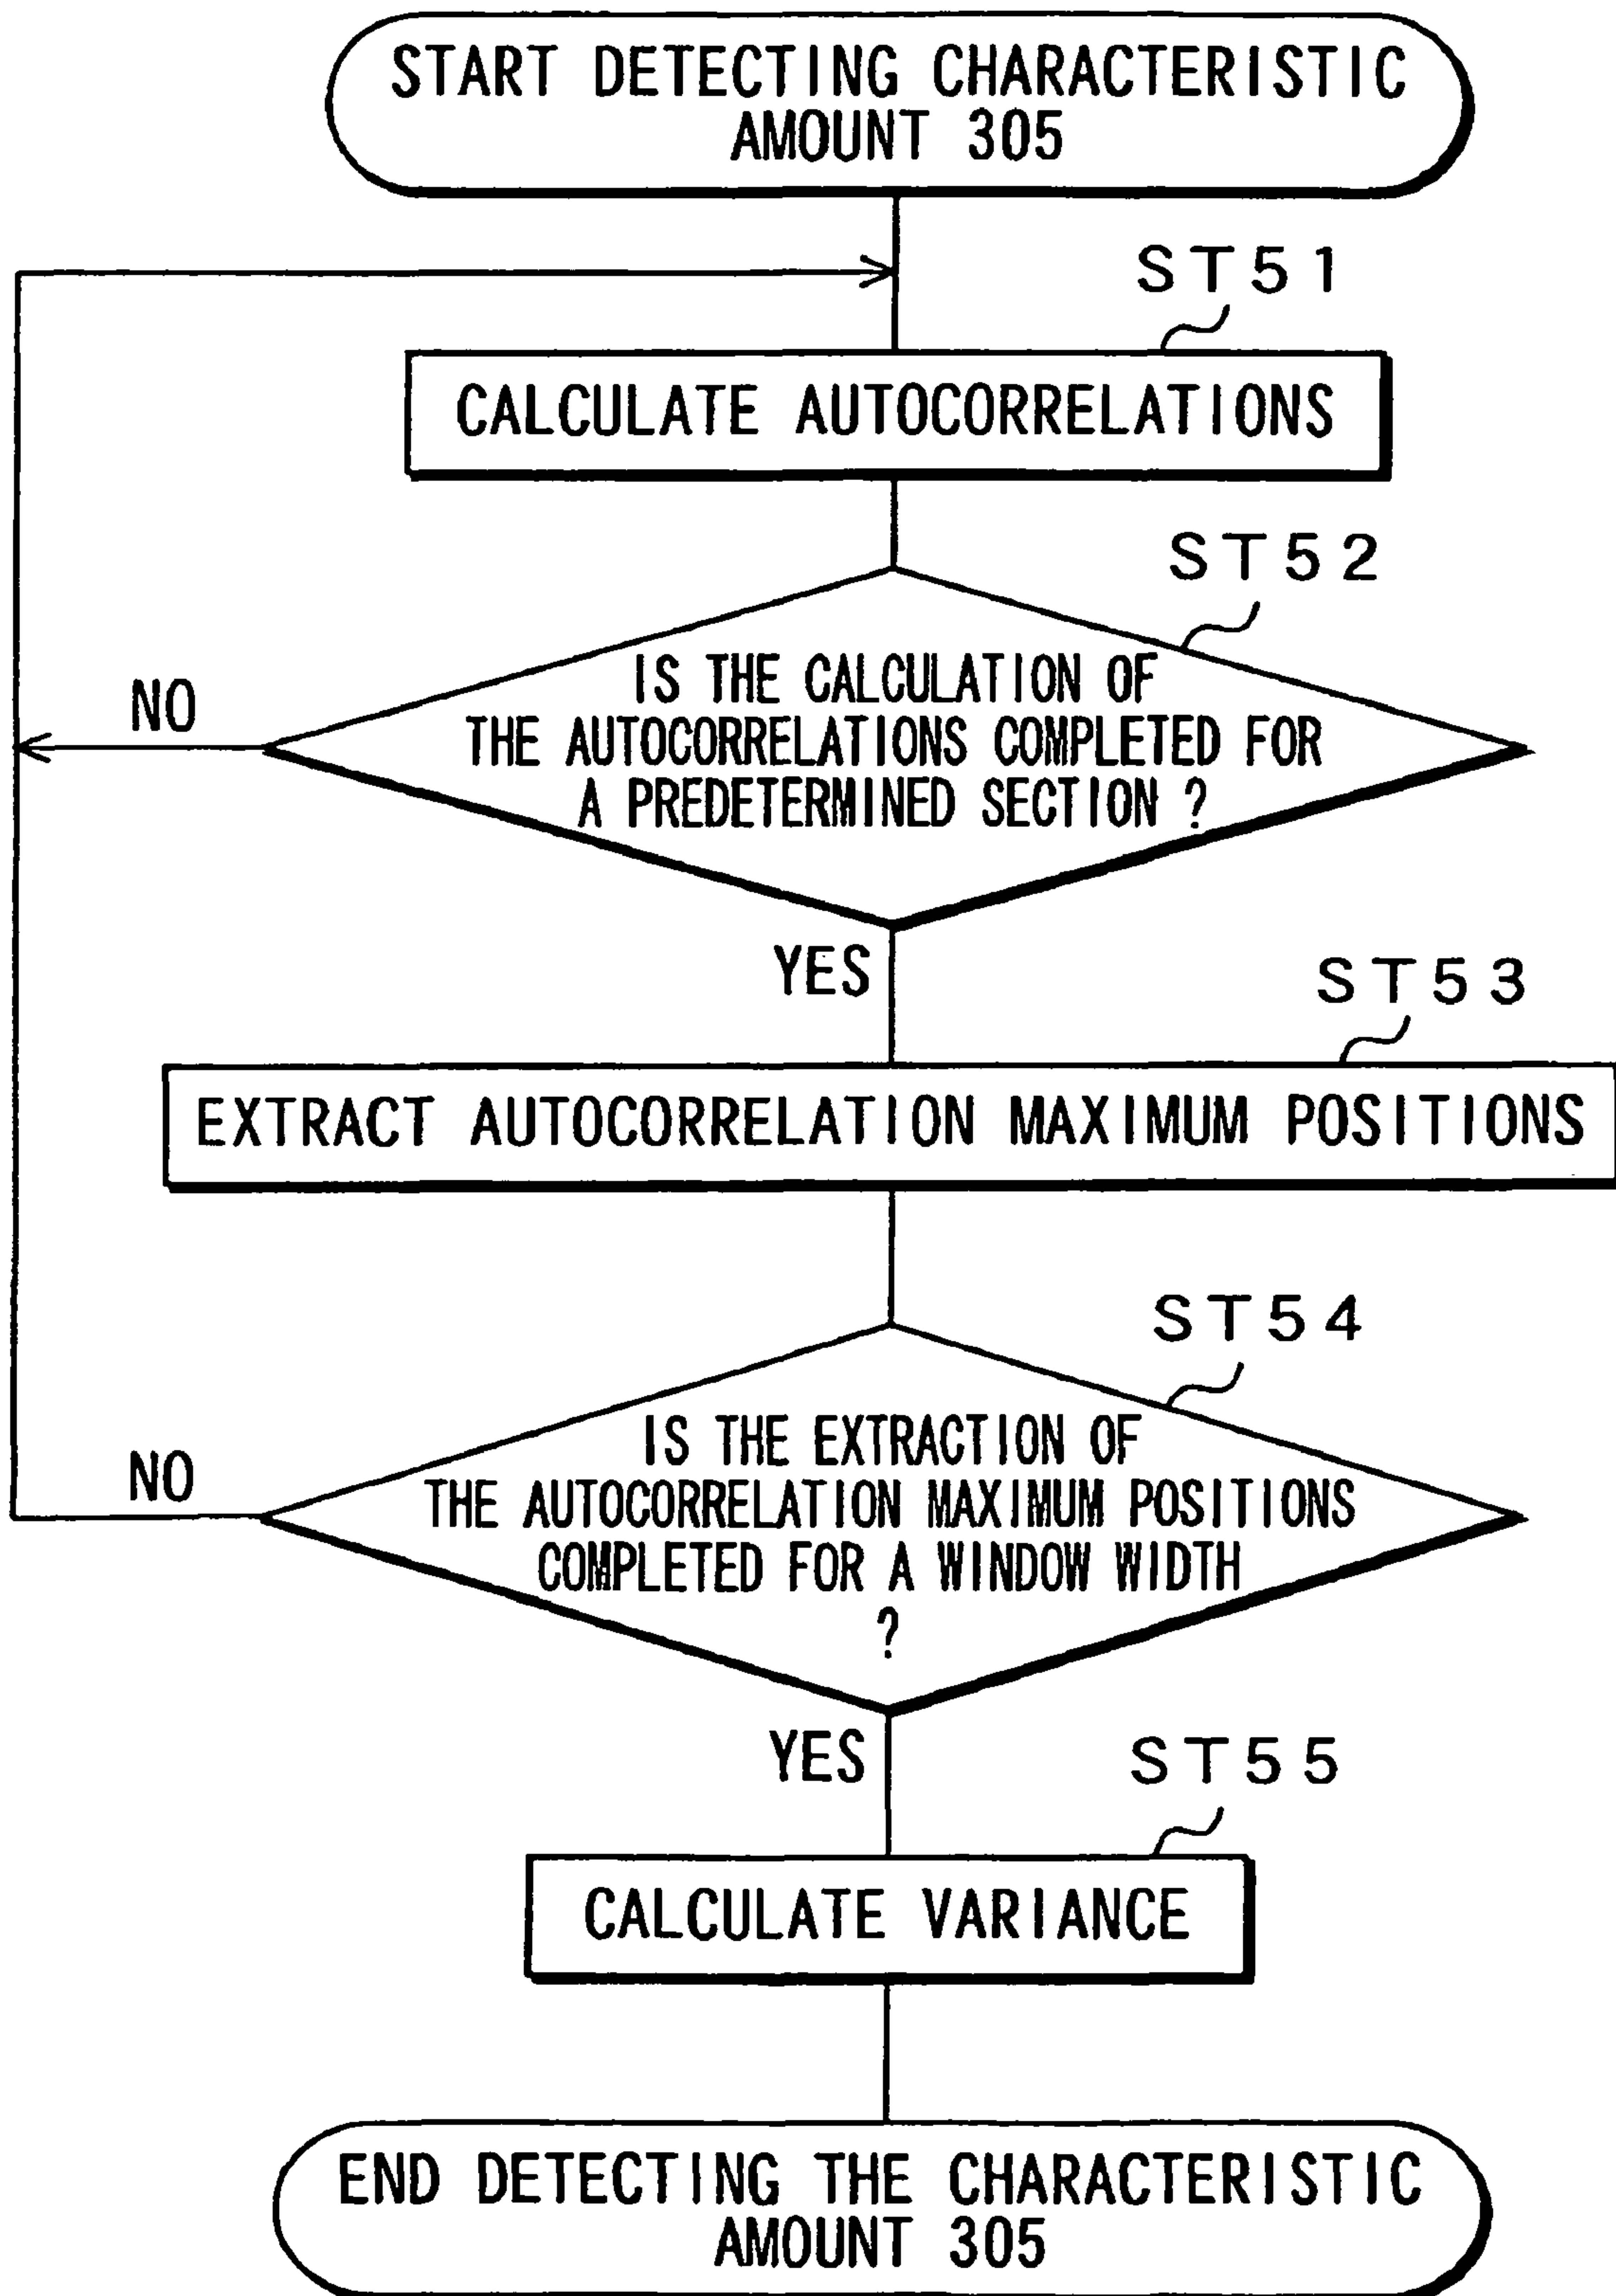 START DETECTING CHARACTERISTIC
AMOUNT 305
ST51
CALCULATE AUTOCORRELATIONS
ST52
IS THE CALCULATION OF
THE AUTOCORRELATIONS COMPLETED FOR
A PREDETERMINED SECTION ?
NO
YES
ST53
EXTRACT AUTOCORRELATION MAXIMUM POSITIONS
ST54
IS THE EXTRACTION OF
THE AUTOCORRELATION MAXIMUM POSITIONS
COMPLETED FOR A WINDOW WIDTH
?
NO
YES
ST55
CALCULATE VARIANCE
END DETECTING THE CHARACTERISTIC
AMOUNT 305